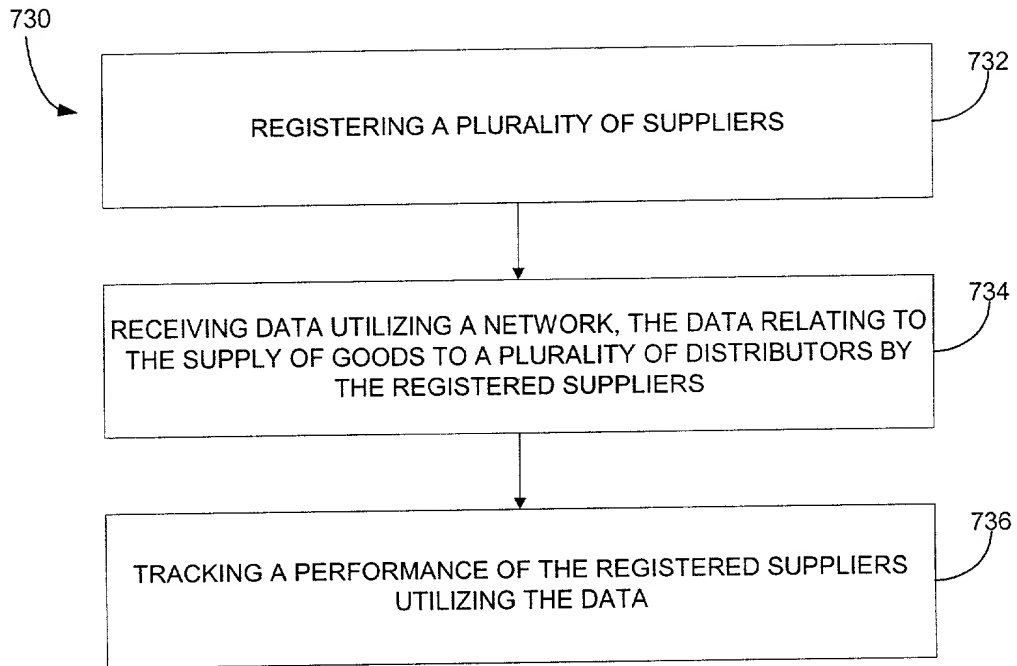 730
732
REGISTERING A PLURALITY OF SUPPLIERS
734
RECEIVING DATA UTILIZING A NETWORK, THE DATA RELATING TO
THE SUPPLY OF GOODS TO A PLURALITY OF DISTRIBUTORS BY
THE REGISTERED SUPPLIERS
736
TRACKING A PERFORMANCE OF THE REGISTERED SUPPLIERS
UTILIZING THE DATA